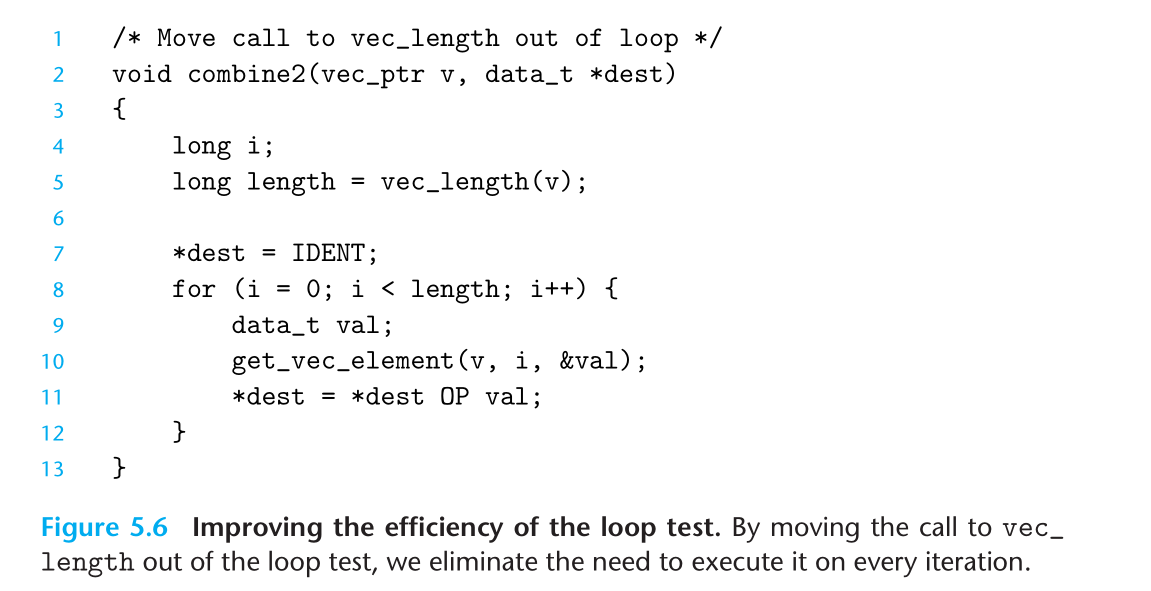 1 /* Move call to vec_length out of loop */
2 void combine2(vec_ptr v, data_t *dest)
3 {
4     long i;
5     long length = vec_length(v);
6
7     *dest = IDENT;
8     for (i = 0; i < length; i++) {
9         data_t val;
10         get_vec_element(v, i, &val);
11         *dest = *dest OP val;
12     }
13 }
Figure 5.6 Improving the efficiency of the loop test. By moving the call to vec_
length out of the loop test, we eliminate the need to execute it on every iteration.